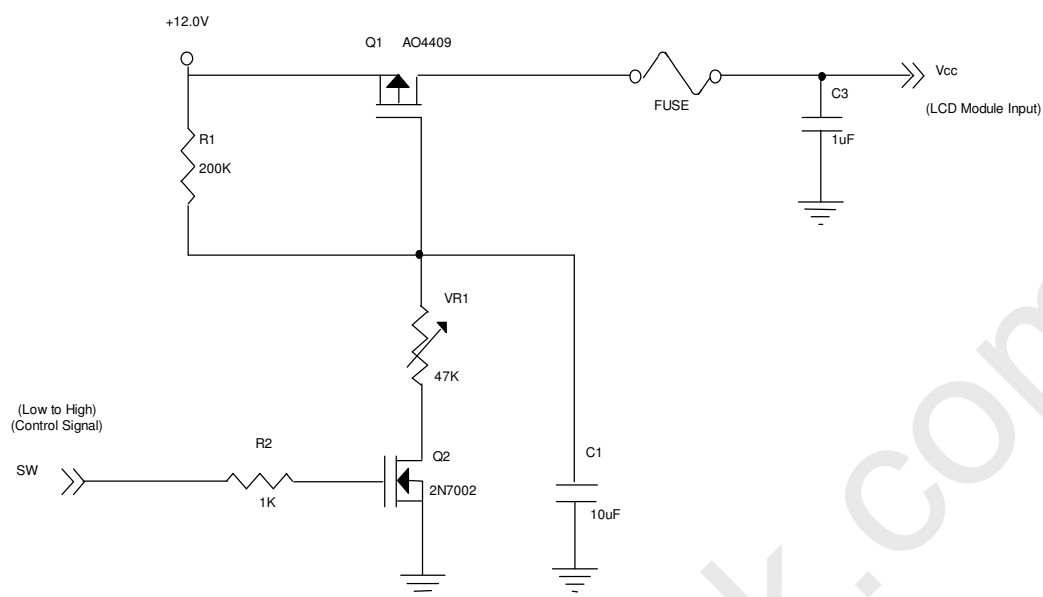 +12.0V
Q1 AO4409
Vcc
(LCD Module Input)
FUSE
C3
1uF
R1
200K
VR1
47K
(Low to High)
(Control Signal)
SW
R2
1K
Q2
2N7002
C1
10uF
k.com